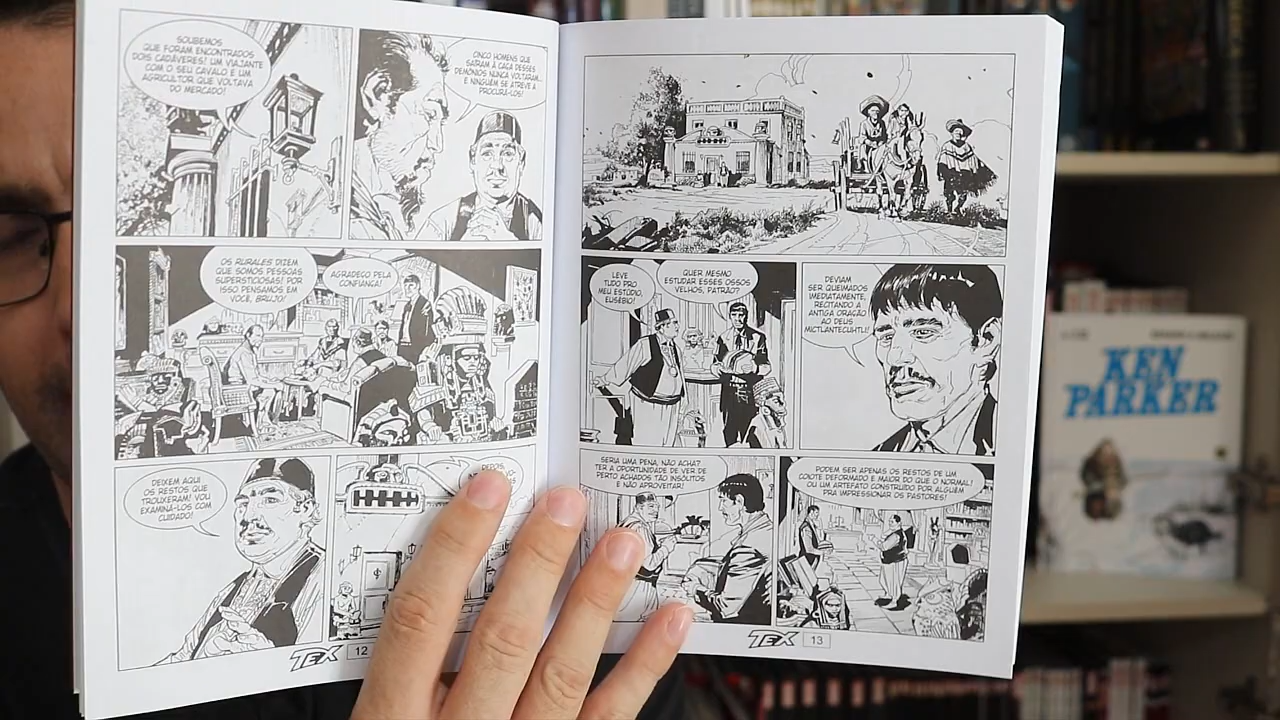 SOUBEMOS
QUE FORAM ENCONTRADOS
DOIS CADÁVERES! UM VIAJANTE
COM O SEU CAVALO E UM
AGRICULTOR QUE VOLTAVA
DO MERCADO!
CINCO HOMENS QUE
SAÍRAM À CAÇA DESSES
DEMÔNIOS NUNCA VOLTARAM...
E NINGUÉM SE ATREVE A
PROCURÁ-LOS!
OS RURALES DIZEM
QUE SOMOS PESSOAS
SUPERSTICIOSAS! POR
ISSO PENSAMOS EM
VOCÊ, BRUJO!
AGRADEÇO PELA
CONFIANÇA!
DEIXEM AQUI
OS RESTOS QUE
TROUXERAM! VOU
EXAMINÁ-LOS COM
CUIDADO!
DEPOIS,
TEX 12
LEVE
TUDO PRO
MEU ESTÚDIO,
EUSÉBIO!
QUER MESMO
ESTUDAR ESSES OSSOS
VELHOS, PATRÃO?
DEVIAM
SER QUEIMADOS
IMEDIATAMENTE,
RECITANDO A
ANTIGA ORAÇÃO
AO DEUS
MICTLANTECUHTLI!
SERIA UMA PENA, NÃO ACHA?
TER A OPORTUNIDADE DE VER DE
PERTO ACHADOS TÃO INSÓLITOS
E NÃO APROVEITAR!
PODEM SER APENAS OS RESTOS DE UM
COIOTE DEFORMADO E MAIOR DO QUE O NORMAL!
OU UM ARTEFATO CONSTRUÍDO POR ALGUÉM
PRA IMPRESSIONAR OS PASTORES!
TEX 13
KEN
PARKER